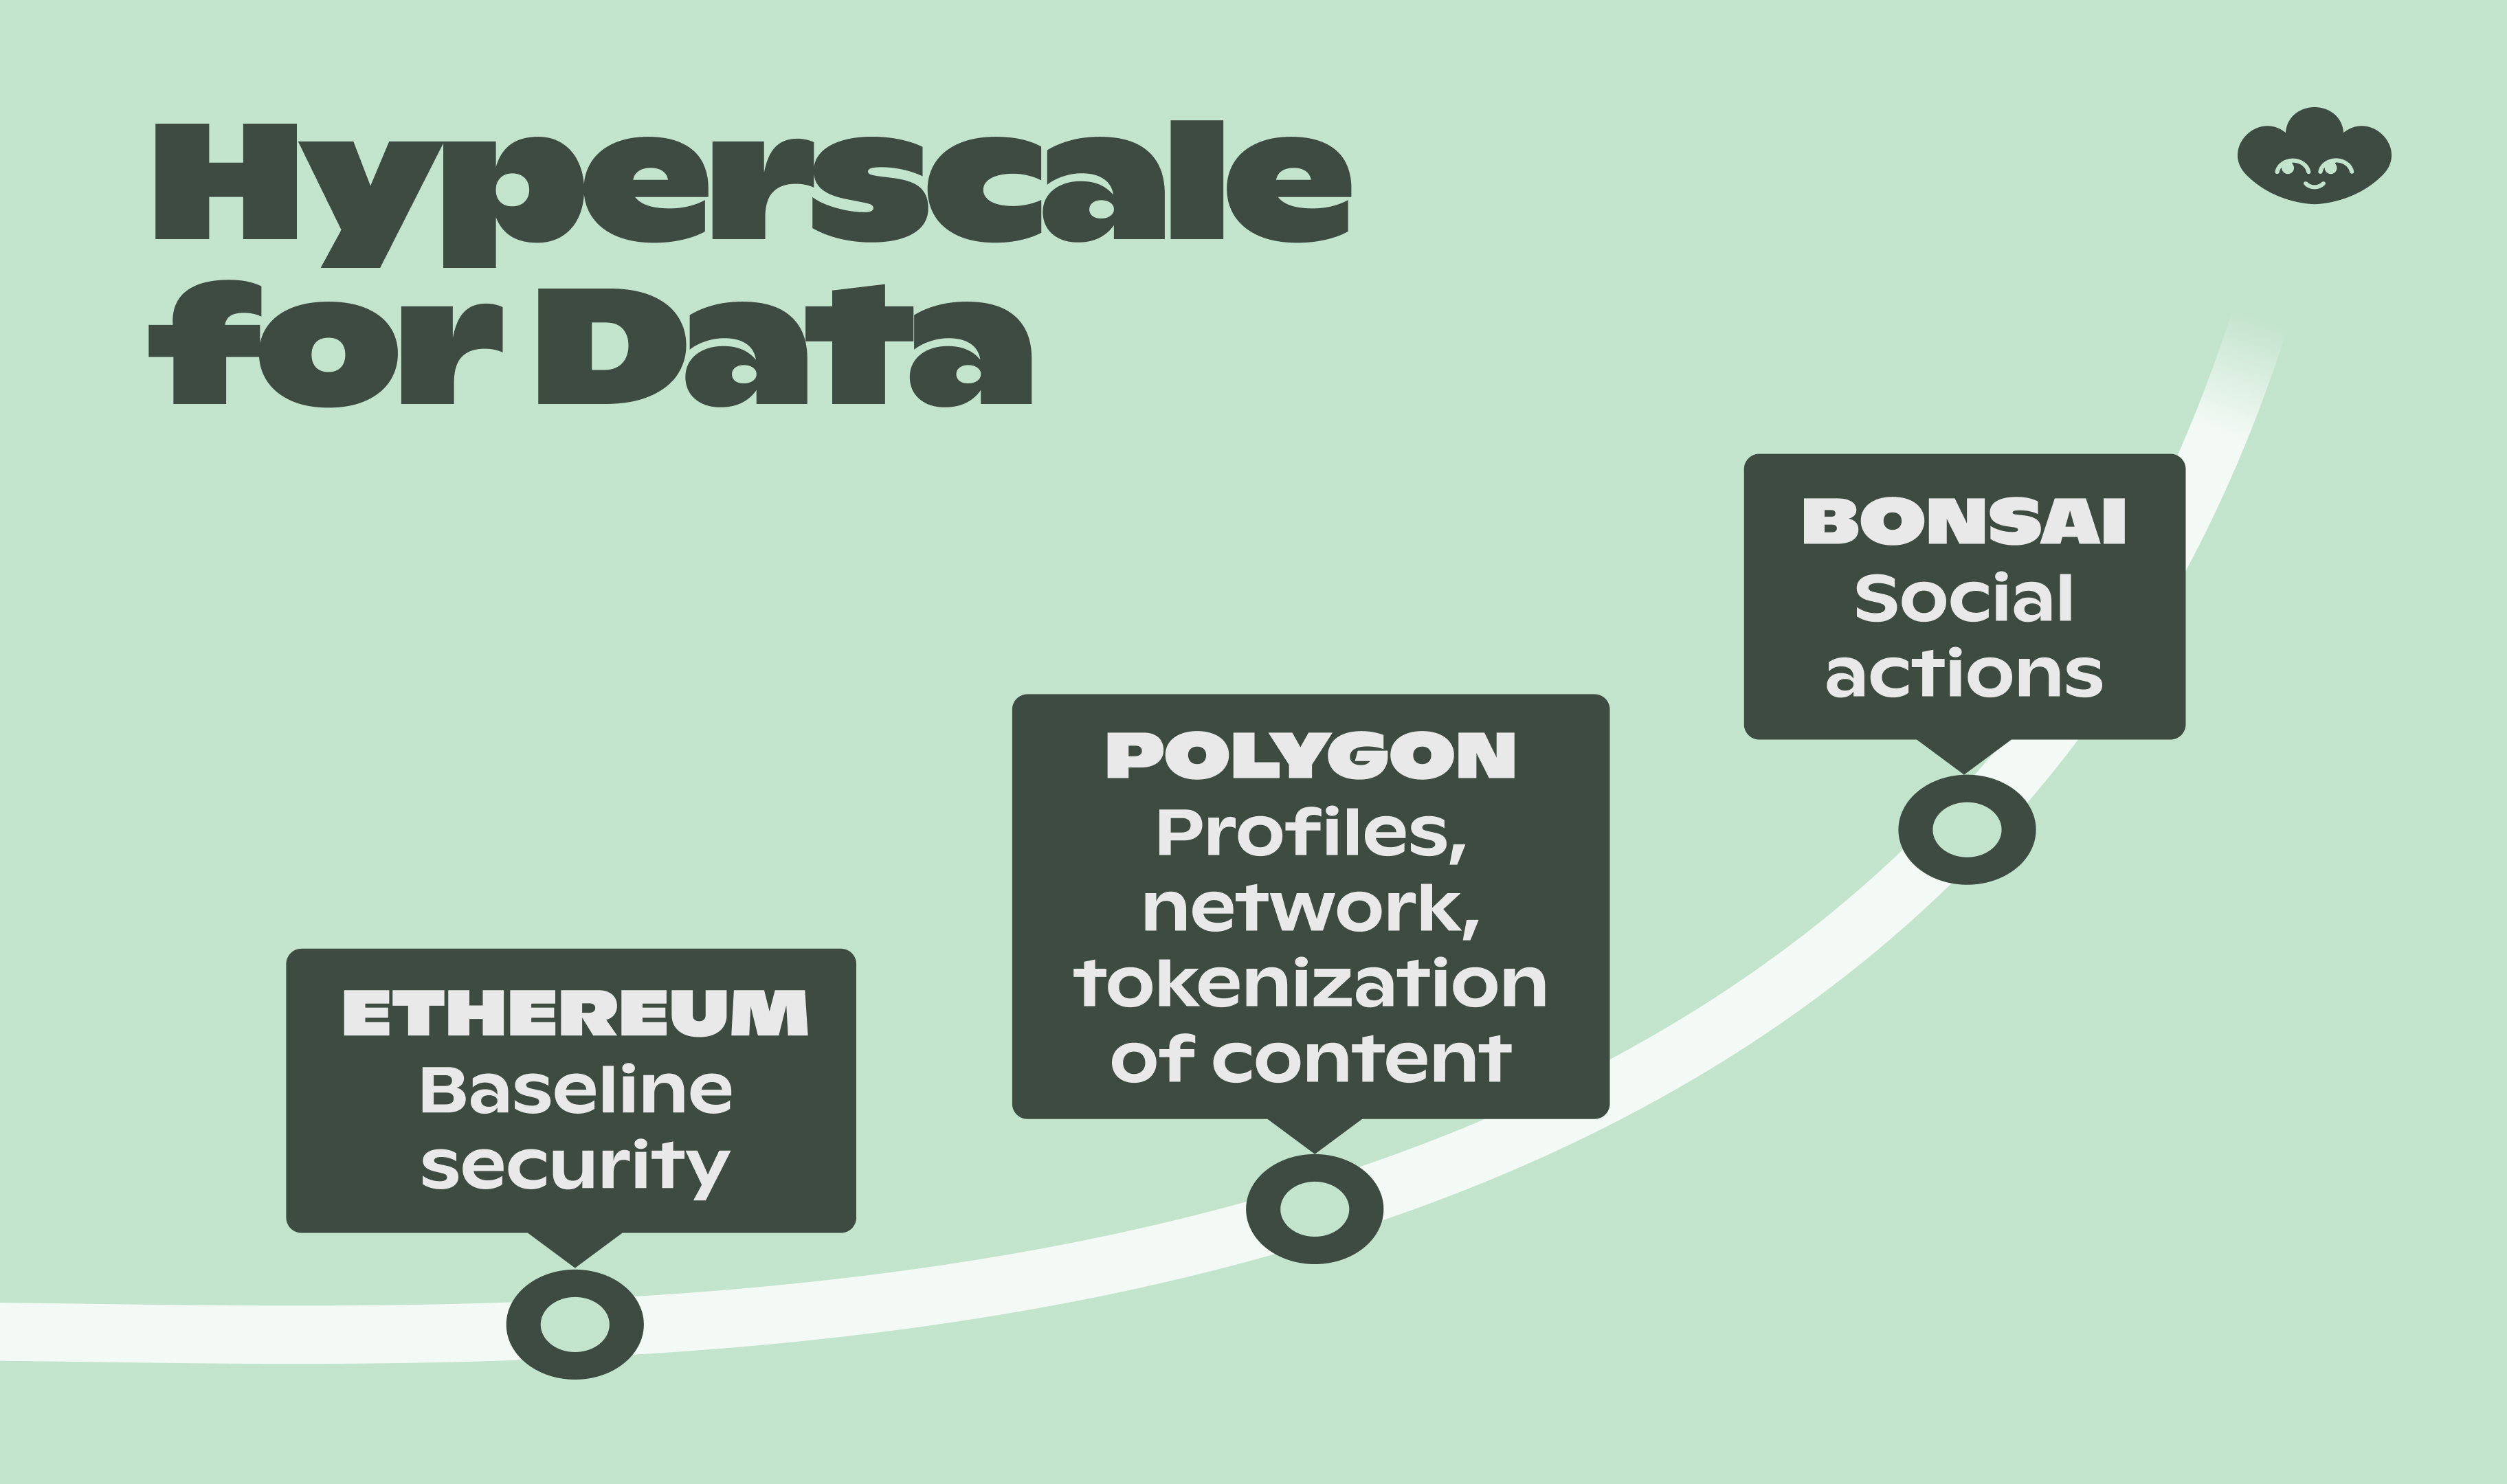 Hyperscale
for Data
BONSAI
Social
actions
POLYGON
Profiles,
network,
tokenization
of content
ETHEREUM
Baseline
security